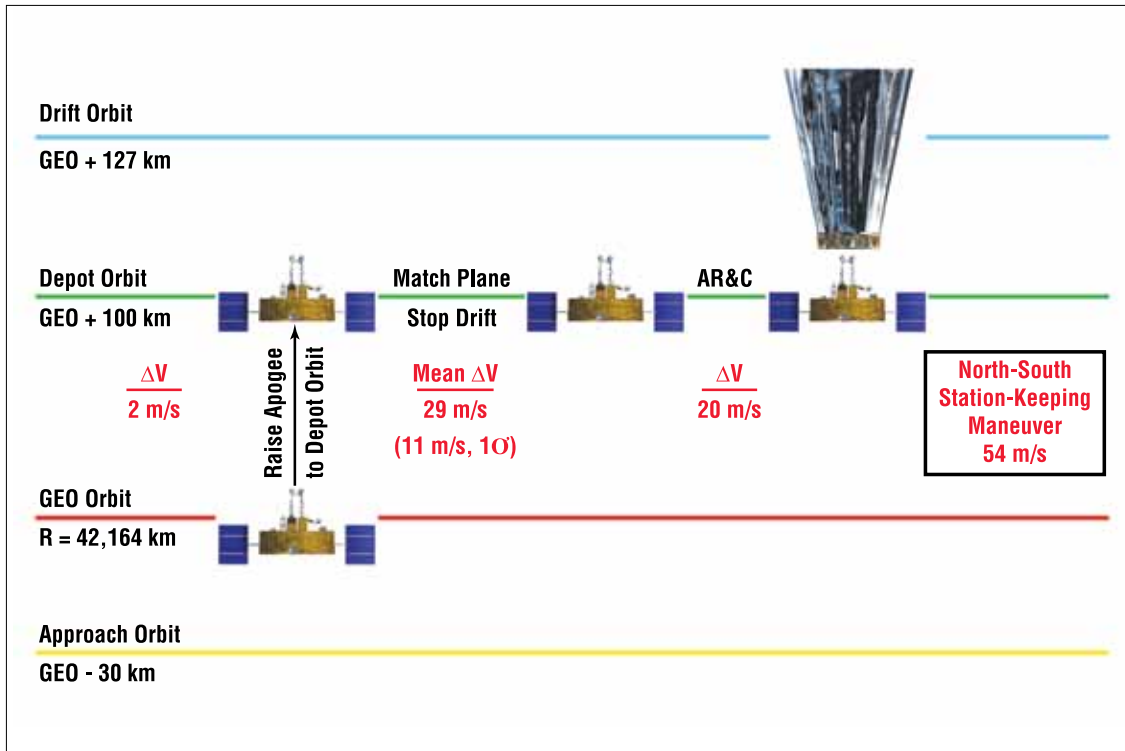 Drift Orbit
GEO + 127 km
Depot Orbit
GEO + 100 km
Match Plane
Stop Drift
AR&C
ΔV
2 m/s
Raise Apogee
to Depot Orbit
Mean ΔV
29 m/s
(11 m/s, 1σ)
ΔV
20 m/s
North-South
Station-Keeping
Maneuver
54 m/s
GEO Orbit
R = 42,164 km
Approach Orbit
GEO - 30 km